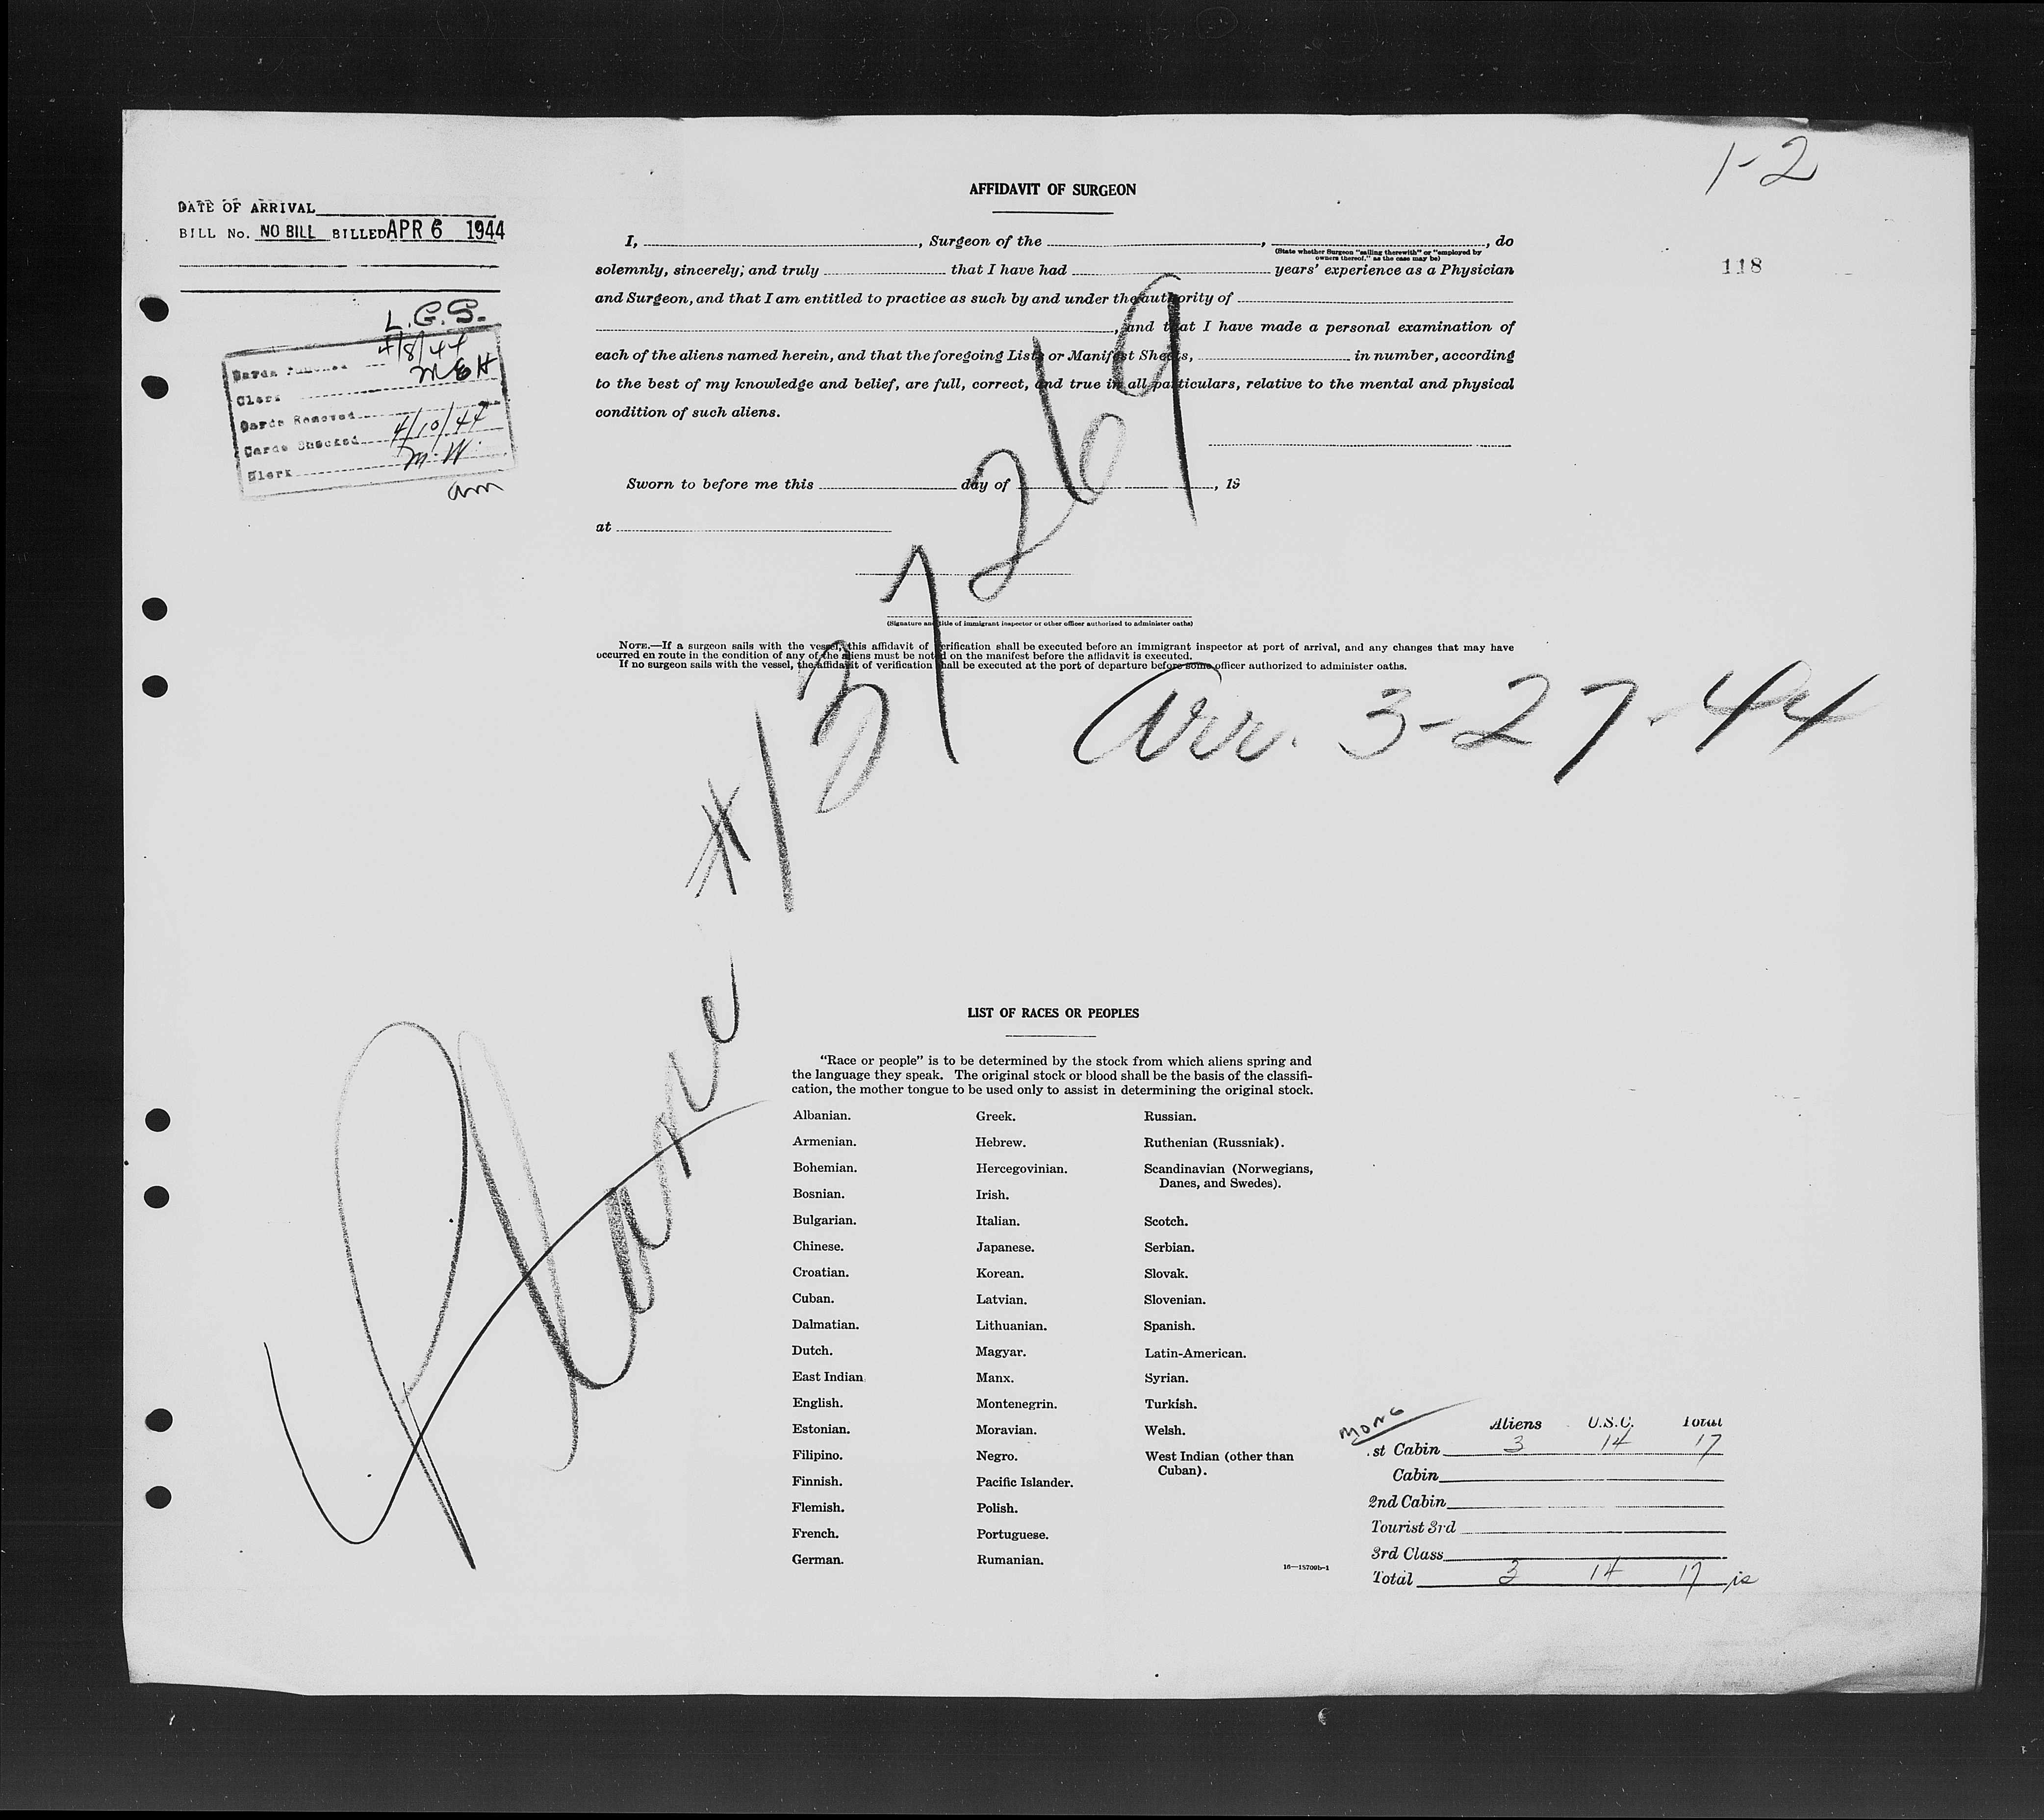 1-2
118
DATE OF ARRIVAL
BILL No. NO BILL BILLED APR 6 1944
L.G.S.
Cards Punched 4/8/44
Clerk MEH
Cards Removed
Cards Checked 4/10/44
Clerk M.W.
am
AFFIDAVIT OF SURGEON
I, , Surgeon of the , , do
(State whether Surgeon "sailing therewith" or "employed by
owners thereof," as the case may be)
solemnly, sincerely, and truly that I have had years' experience as a Physician
and Surgeon, and that I am entitled to practice as such by and under the authority of
, and that I have made a personal examination of
each of the aliens named herein, and that the foregoing Lists or Manifest Sheets, in number, according
to the best of my knowledge and belief, are full, correct, and true in all particulars, relative to the mental and physical
condition of such aliens.
Sworn to before me this day of , 19
at
(Signature and title of immigrant inspector or other officer authorized to administer oaths)
NOTE.—If a surgeon sails with the vessel, this affidavit of verification shall be executed before an immigrant inspector at port of arrival, and any changes that may have
occurred en route in the condition of any of the aliens must be noted on the manifest before the affidavit is executed.
If no surgeon sails with the vessel, the affidavit of verification shall be executed at the port of departure before some officer authorized to administer oaths.
Plane #137269
Arr. 3-27-44
LIST OF RACES OR PEOPLES
"Race or people" is to be determined by the stock from which aliens spring and
the language they speak. The original stock or blood shall be the basis of the classifi-
cation, the mother tongue to be used only to assist in determining the original stock.
Albanian.
Armenian.
Bohemian.
Bosnian.
Bulgarian.
Chinese.
Croatian.
Cuban.
Dalmatian.
Dutch.
East Indian
English.
Estonian.
Filipino.
Finnish.
Flemish.
French.
German.
Greek.
Hebrew.
Hercegovinian.
Irish.
Italian.
Japanese.
Korean.
Latvian.
Lithuanian.
Magyar.
Manx.
Montenegrin.
Moravian.
Negro.
Pacific Islander.
Polish.
Portuguese.
Rumanian.
Russian.
Ruthenian (Russniak).
Scandinavian (Norwegians,
Danes, and Swedes).
Scotch.
Serbian.
Slovak.
Slovenian.
Spanish.
Latin-American.
Syrian.
Turkish.
Welsh.
West Indian (other than
Cuban).
16—18709b-1
Aliens U.S.C. Total
st Cabin 3 14 17
Cabin
2nd Cabin
Tourist 3rd
3rd Class
Total 3 14 17